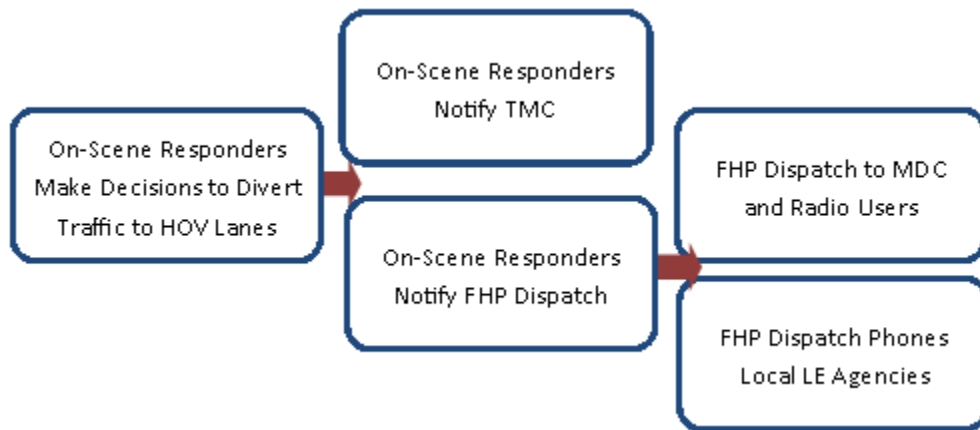 On-Scene Responders
Make Decisions to Divert
Traffic to HOV Lanes
On-Scene Responders
Notify TMC
On-Scene Responders
Notify FHP Dispatch
FHP Dispatch to MDC
and Radio Users
FHP Dispatch Phones
Local LE Agencies